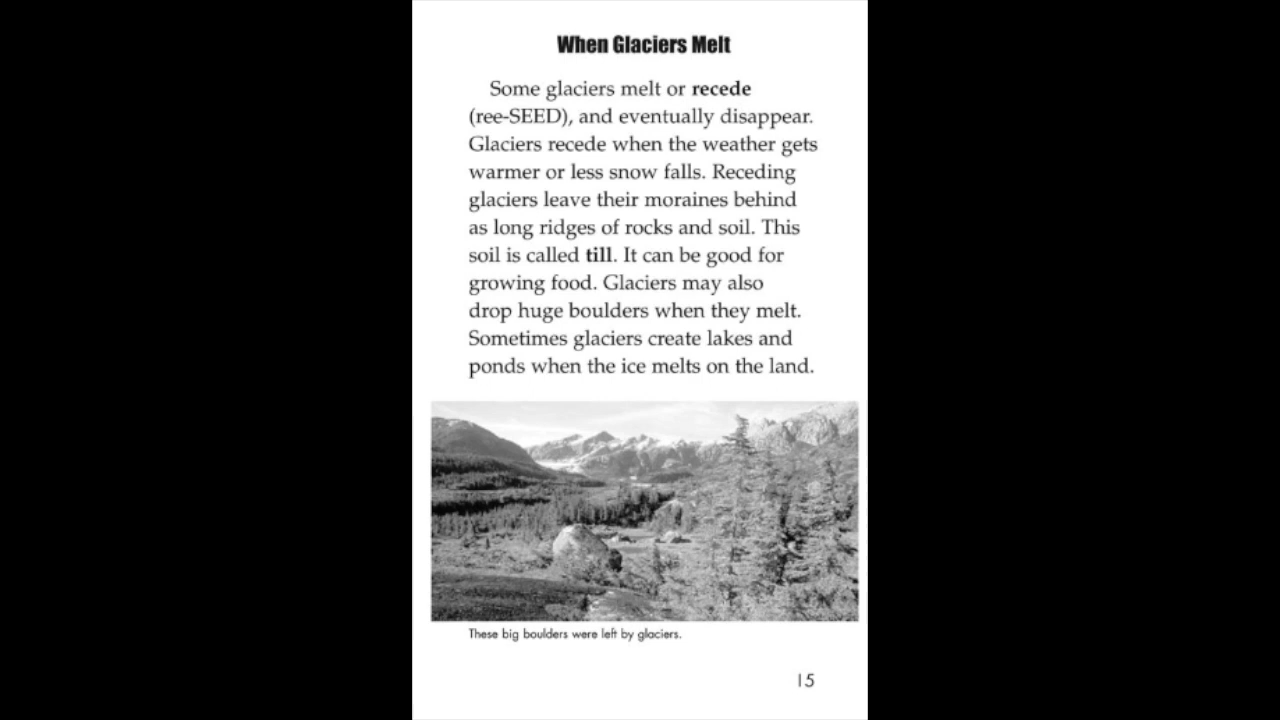 When Glaciers Melt
Some glaciers melt or recede
(ree-SEED), and eventually disappear.
Glaciers recede when the weather gets
warmer or less snow falls. Receding
glaciers leave their moraines behind
as long ridges of rocks and soil. This
soil is called till. It can be good for
growing food. Glaciers may also
drop huge boulders when they melt.
Sometimes glaciers create lakes and
ponds when the ice melts on the land.
These big boulders were left by glaciers.
15